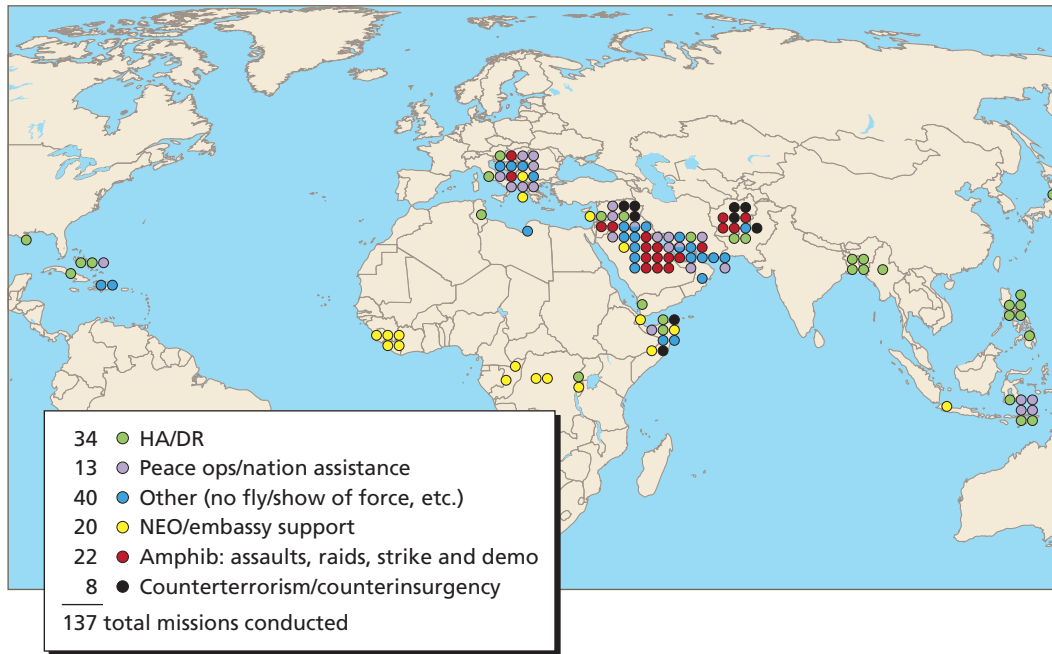 34 HA/DR
13 Peace ops/nation assistance
40 Other (no fly/show of force, etc.)
20 NEO/embassy support
22 Amphib: assaults, raids, strike and demo
8 Counterterrorism/counterinsurgency
137 total missions conducted